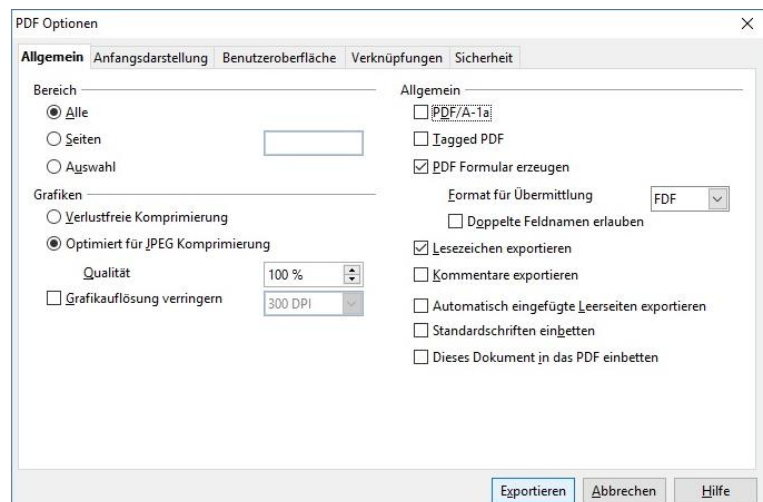 PDF Optionen
Allgemein Anfangsdarstellung Benutzeroberfläche Verknüpfungen Sicherheit
Bereich
Alle
Seiten
Auswahl
Grafiken
Verlustfreie Komprimierung
Optimiert für JPEG Komprimierung
Qualität 100 %
Grafikauflösung verringern 300 DPI
Allgemein
PDF/A-1a
Tagged PDF
PDF Formular erzeugen
Format für Übermittlung FDF
Doppelte Feldnamen erlauben
Lesezeichen exportieren
Kommentare exportieren
Automatisch eingefügte Leerseiten exportieren
Standardschriften einbetten
Dieses Dokument in das PDF einbetten
Exportieren Abbrechen Hilfe